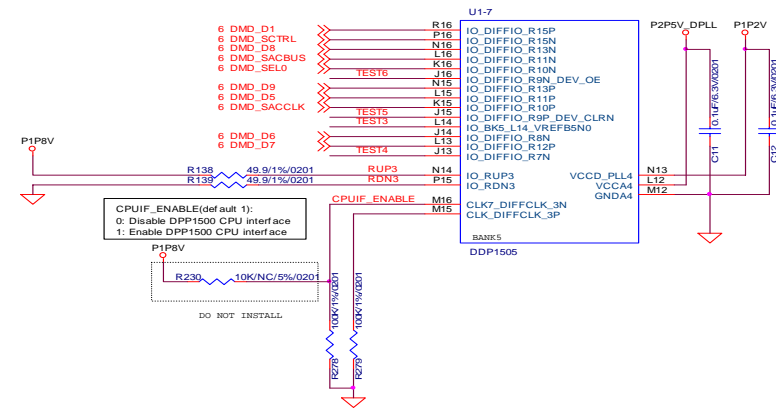 U1-7
6 DMD_D1 R16 IO_DIFFIO_R15P
6 DMD_SCTRL P16 IO_DIFFIO_R15N
6 DMD_D8 N16 IO_DIFFIO_R13N
6 DMD_SACBUS L16 IO_DIFFIO_R11N
6 DMD_SEL0 K16 IO_DIFFIO_R10N
TEST6 J16 IO_DIFFIO_R9N_DEV_OE
6 DMD_D9 N15 IO_DIFFIO_R13P
6 DMD_D5 L15 IO_DIFFIO_R11P
6 DMD_SACCLK K15 IO_DIFFIO_R10P
TEST5 J15 IO_DIFFIO_R9P_DEV_CLRN
TEST3 L14 IO_BK5_L14_VREFB5N0
6 DMD_D6 J14 IO_DIFFIO_R8N
6 DMD_D7 L13 IO_DIFFIO_R12P
TEST4 J13 IO_DIFFIO_R7N
P2P5V_DPLL P1P2V
0.1uF/6.3V/0201
C11
0.1uF/6.3V/0201
C12
P1P8V
R138 49.9/1%/0201 RUP3 N14 IO_RUP3 VCCD_PLL4 N13
R139 49.9/1%/0201 RDN3 P15 IO_RDN3 VCCA4 L12
GNDA4 M12
CPUIF_ENABLE M16 CLK7_DIFFCLK_3N
M15 CLK_DIFFCLK_3P
BANK5
DDP1505
CPUIF_ENABLE(default 1):
0: Disable DPP1500 CPU interface
1: Enable DPP1500 CPU interface
P1P8V
R230 10K/NC/5%/0201
DO NOT INSTALL
100K/1%/0201
R278
100K/1%/0201
R279